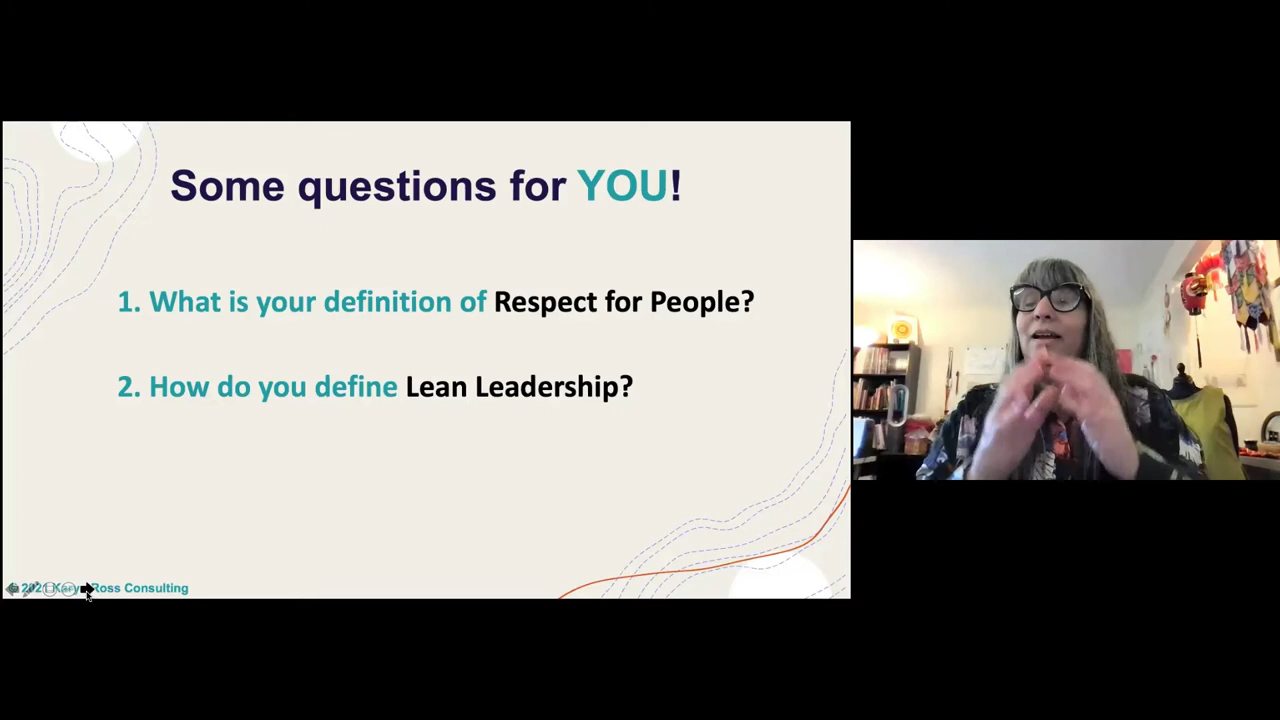 Some questions for YOU!
1. What is your definition of Respect for People?
2. How do you define Lean Leadership?
Ross Consulting